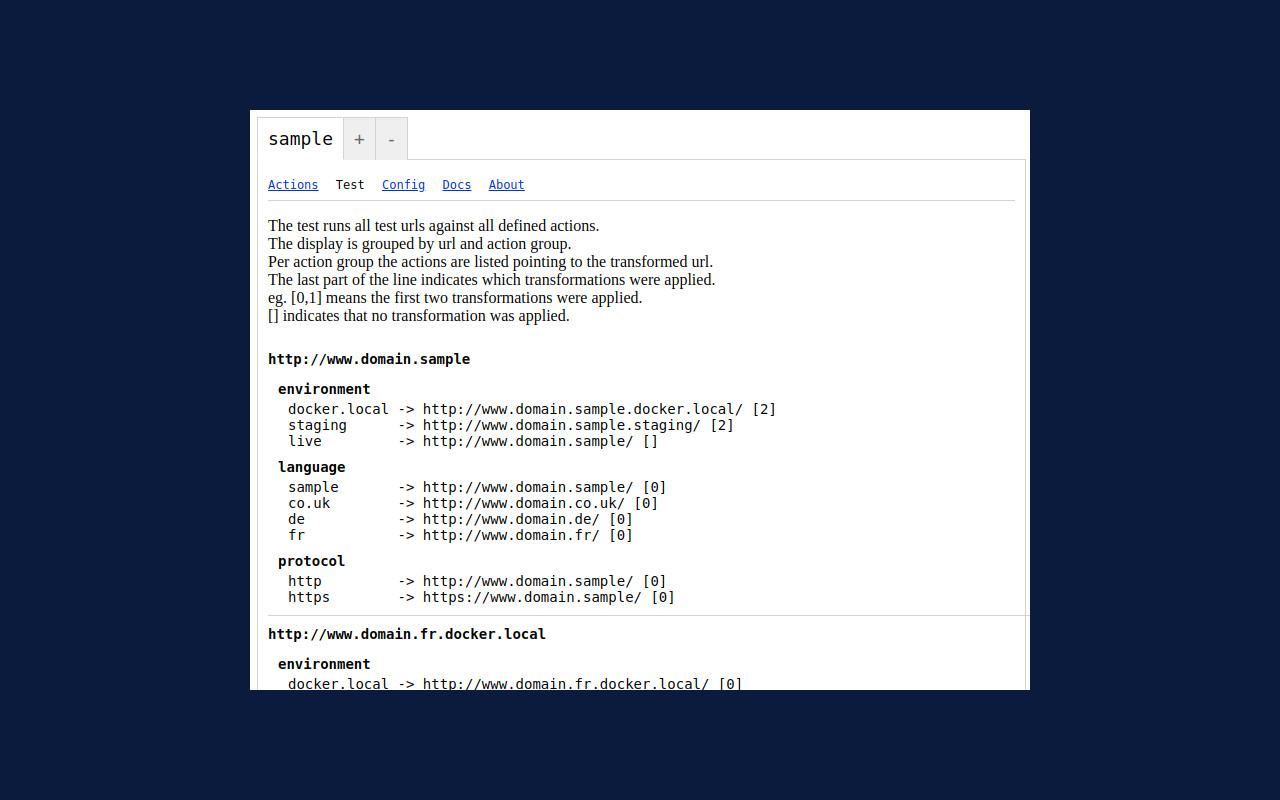 sample + -
Actions Test Config Docs About
The test runs all test urls against all defined actions.
The display is grouped by url and action group.
Per action group the actions are listed pointing to the transformed url.
The last part of the line indicates which transformations were applied.
eg. [0,1] means the first two transformations were applied.
[] indicates that no transformation was applied.
http://www.domain.sample
environment
docker.local -> http://www.domain.sample.docker.local/ [2]
staging -> http://www.domain.sample.staging/ [2]
live -> http://www.domain.sample/ []
language
sample -> http://www.domain.sample/ [0]
co.uk -> http://www.domain.co.uk/ [0]
de -> http://www.domain.de/ [0]
fr -> http://www.domain.fr/ [0]
protocol
http -> http://www.domain.sample/ [0]
https -> https://www.domain.sample/ [0]
http://www.domain.fr.docker.local
environment
docker.local -> http://www.domain.fr.docker.local/ [0]